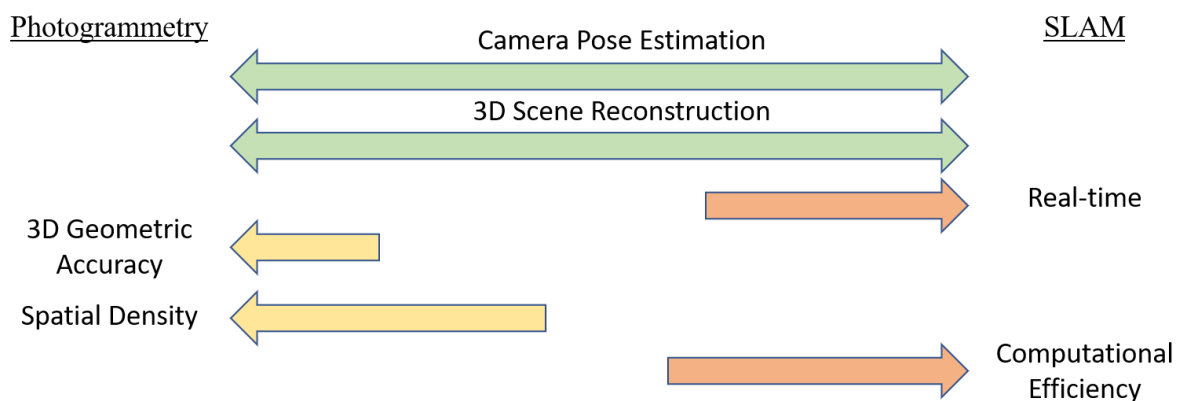 Photogrammetry
SLAM
Camera Pose Estimation
3D Scene Reconstruction
Real-time
3D Geometric
Accuracy
Spatial Density
Computational
Efficiency